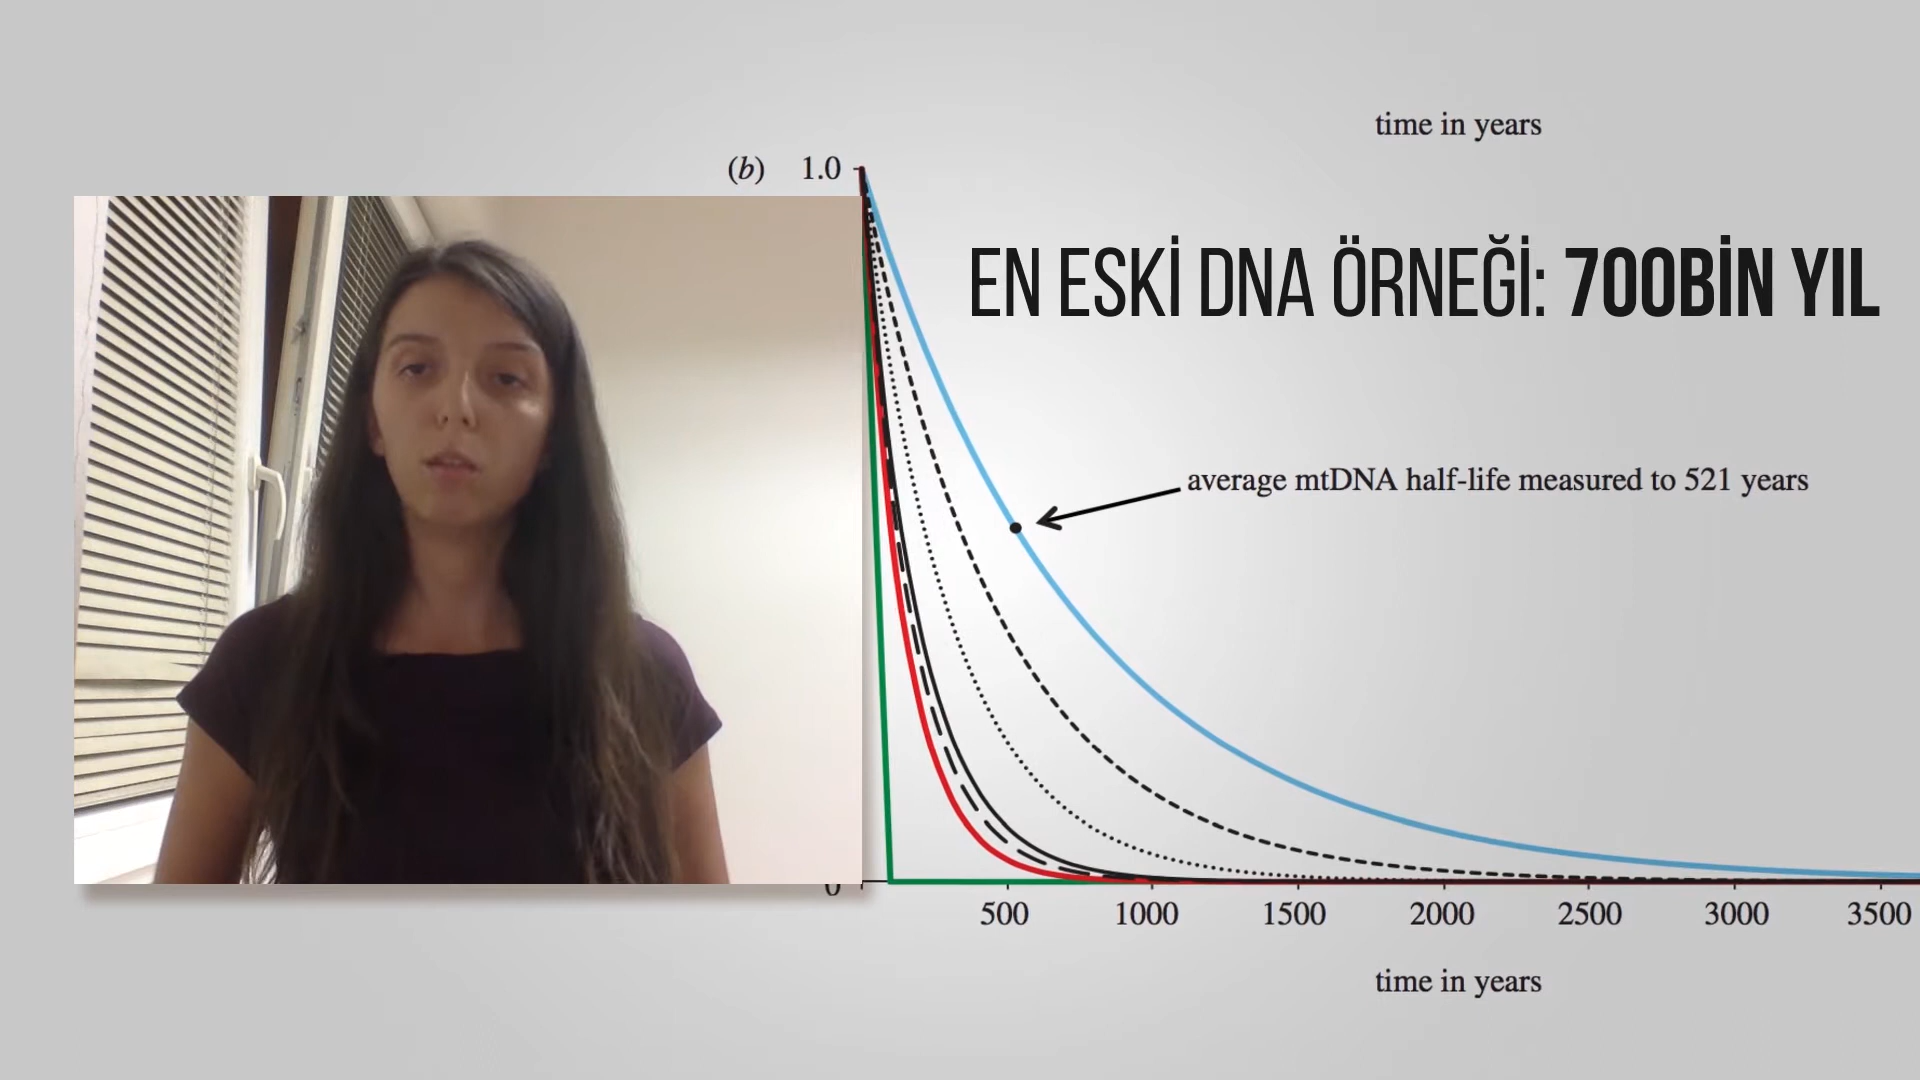 time in years
(b) 1.0
EN ESKİ DNA ÖRNEĞİ: 700BİN YIL
average mtDNA half-life measured to 521 years
0
500 1000 1500 2000 2500 3000 3500
time in years